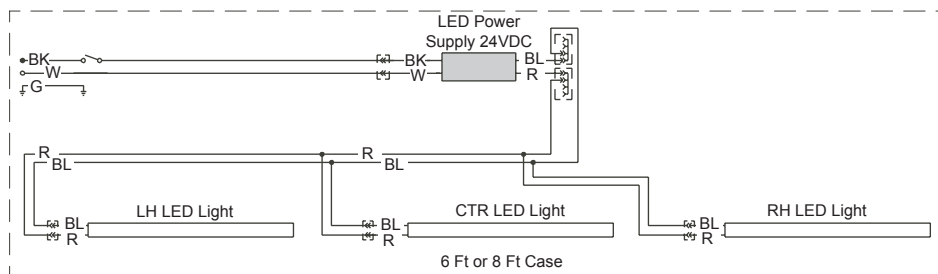 LED Power
Supply 24VDC
BK BK BL
W W R
G
R R
BL BL
LH LED Light CTR LED Light RH LED Light
BL BL BL
R R R
6 Ft or 8 Ft Case